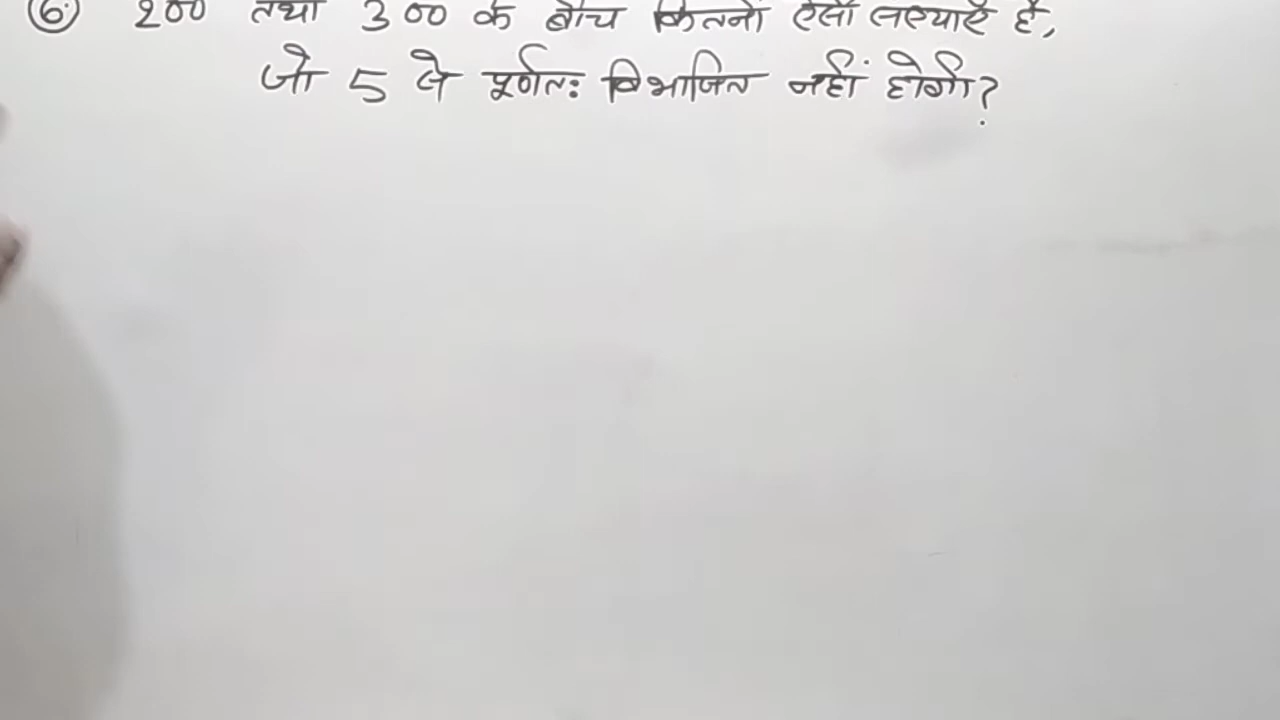 6. 200 तथा 300 के बीच कितनी ऐसी संख्याएँ हैं,
जो 5 से पूर्णतः विभाजित नहीं होगी?